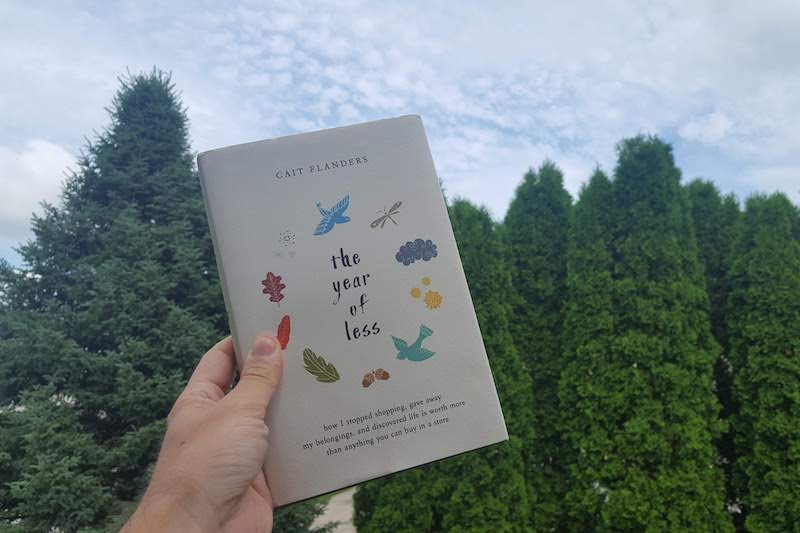 CAIT FLANDERS
the
year
of
less
how I stopped shopping, gave away
my belongings, and discovered life is worth more
than anything you can buy in a store